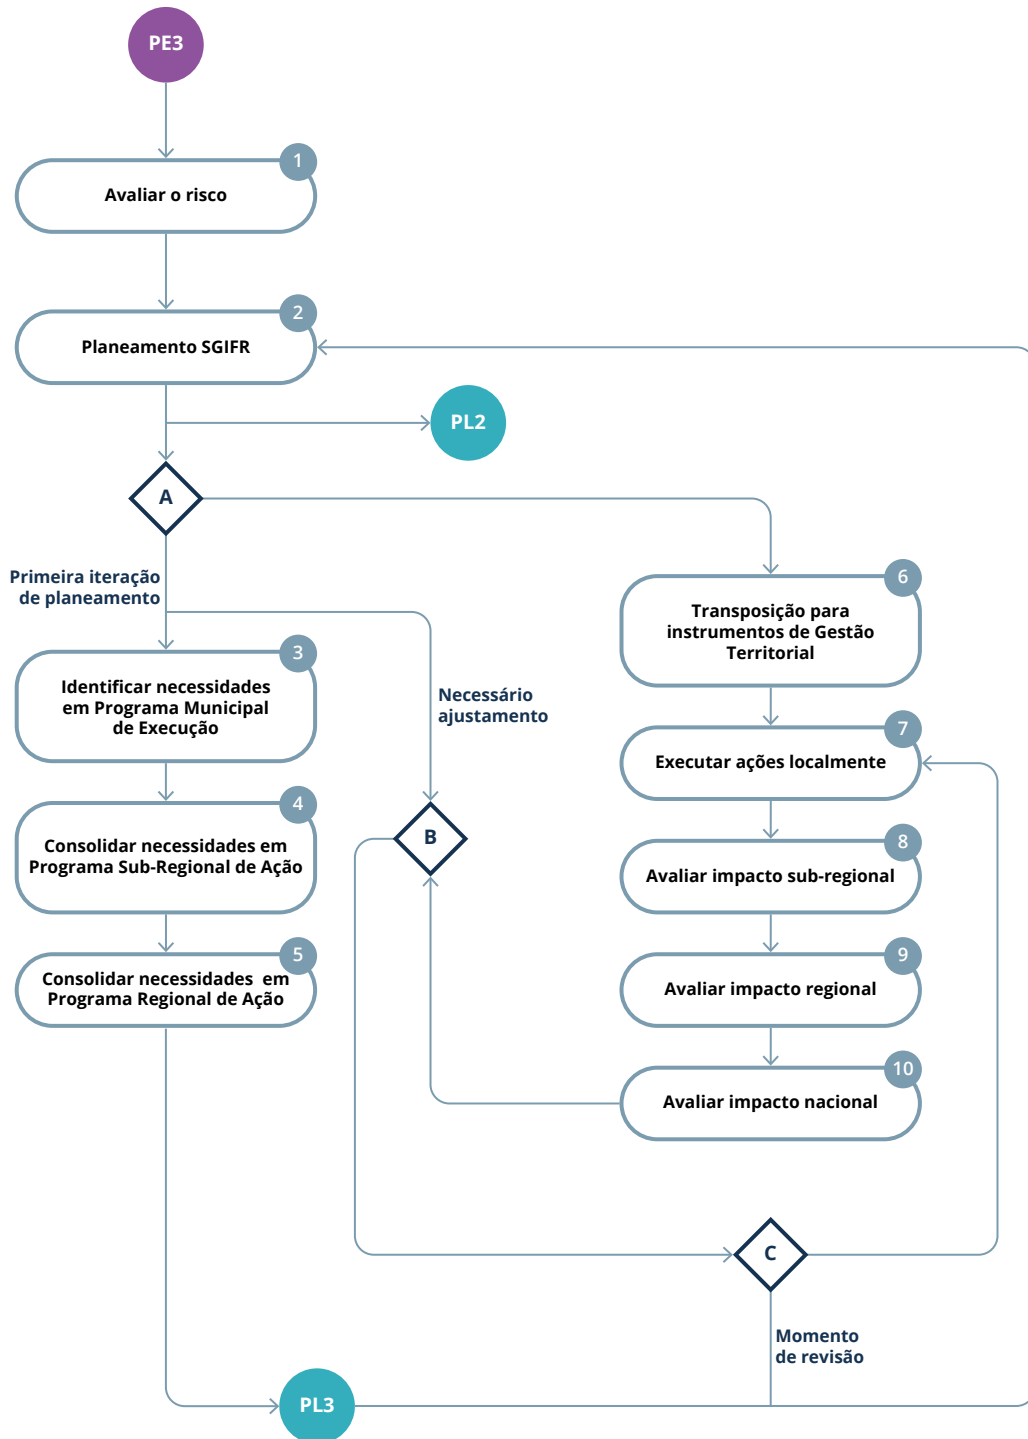 PE3
1
Avaliar o risco
2
Planeamento SGIFR
PL2
A
Primeira iteração
de planeamento
3
Identificar necessidades
em Programa Municipal
de Execução
4
Consolidar necessidades em
Programa Sub-Regional de Ação
5
Consolidar necessidades em
Programa Regional de Ação
Necessário
ajustamento
B
6
Transposição para
instrumentos de Gestão
Territorial
7
Executar ações localmente
8
Avaliar impacto sub-regional
9
Avaliar impacto regional
10
Avaliar impacto nacional
C
Momento
de revisão
PL3